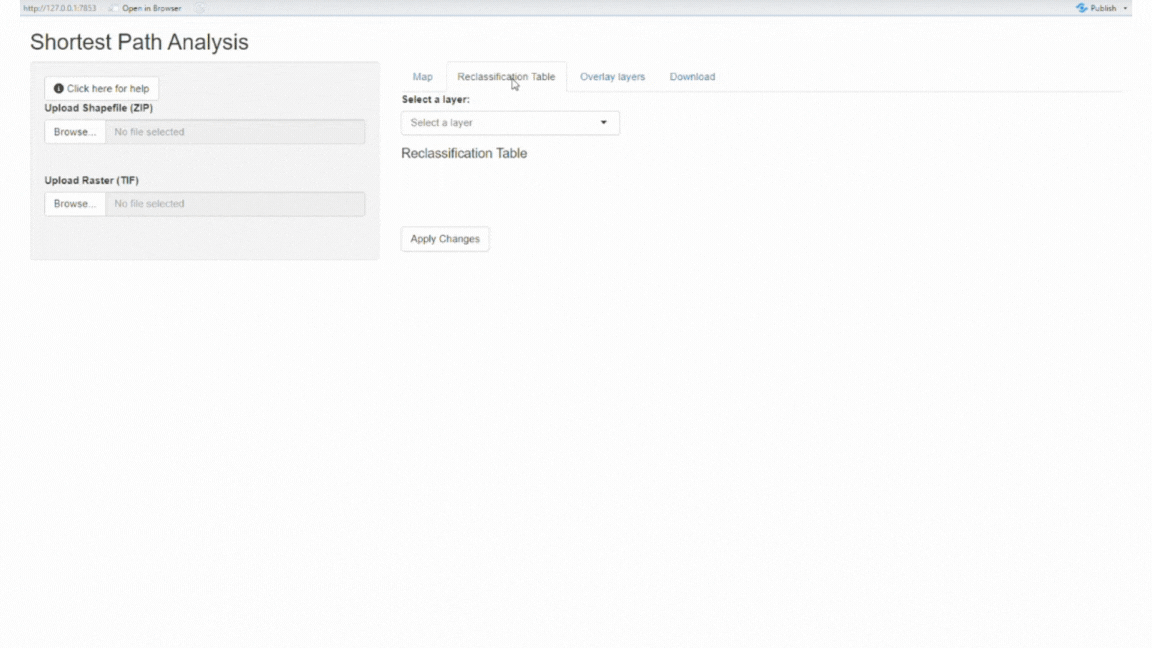 http://127.0.0.1:7853 Open in Browser Publish
Shortest Path Analysis
Click here for help
Upload Shapefile (ZIP)
Browse... No file selected
Upload Raster (TIF)
Browse... No file selected
Map Reclassification Table Overlay layers Download
Select a layer:
Select a layer
Reclassification Table
Apply Changes